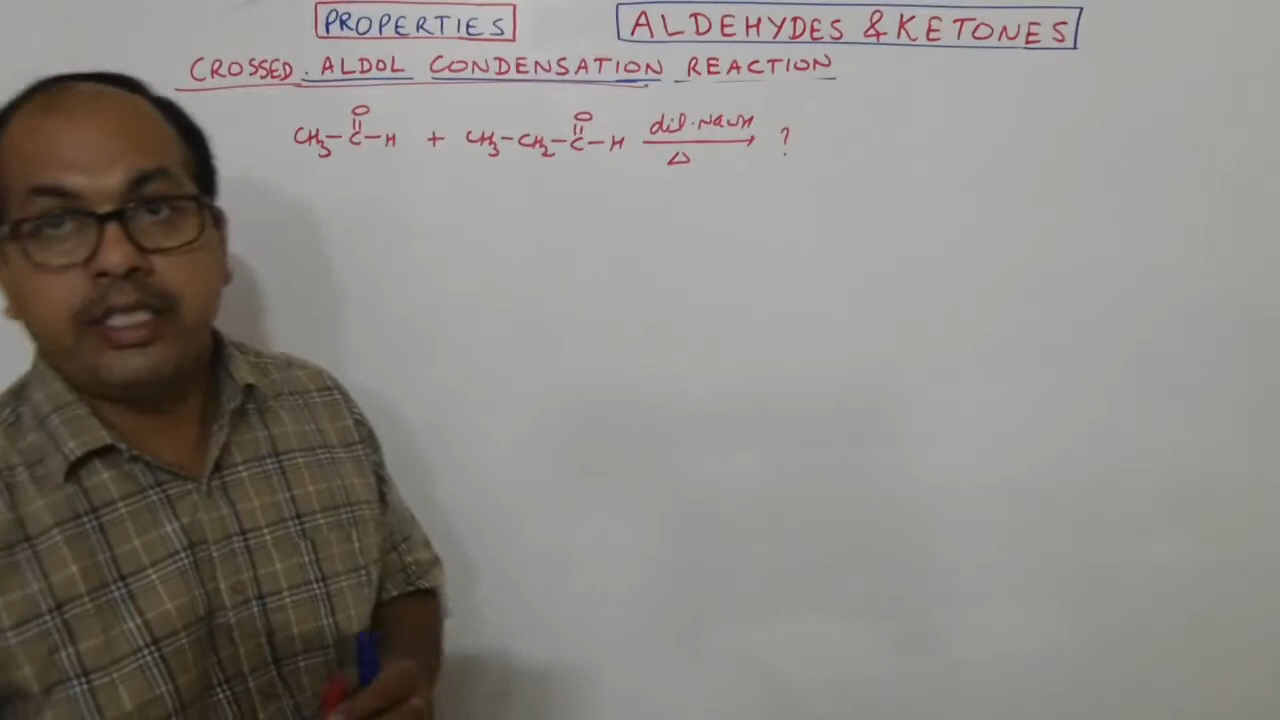 PROPERTIES ALDEHYDES & KETONES
CROSSED ALDOL CONDENSATION REACTION
O O
CH3-C-H + CH3-CH2-C-H dil·NaOH → ?
Δ